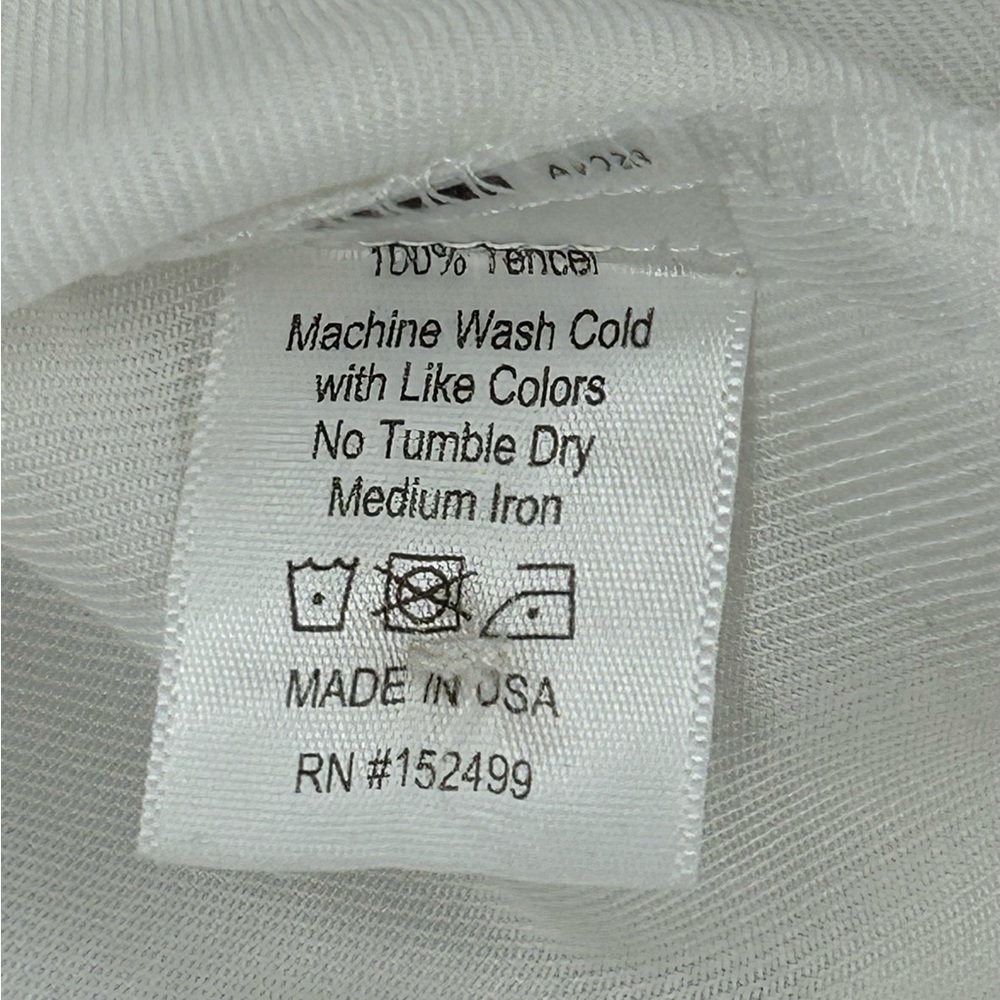 100% Tencel
Machine Wash Cold
with Like Colors
No Tumble Dry
Medium Iron
MADE IN USA
RN #152499